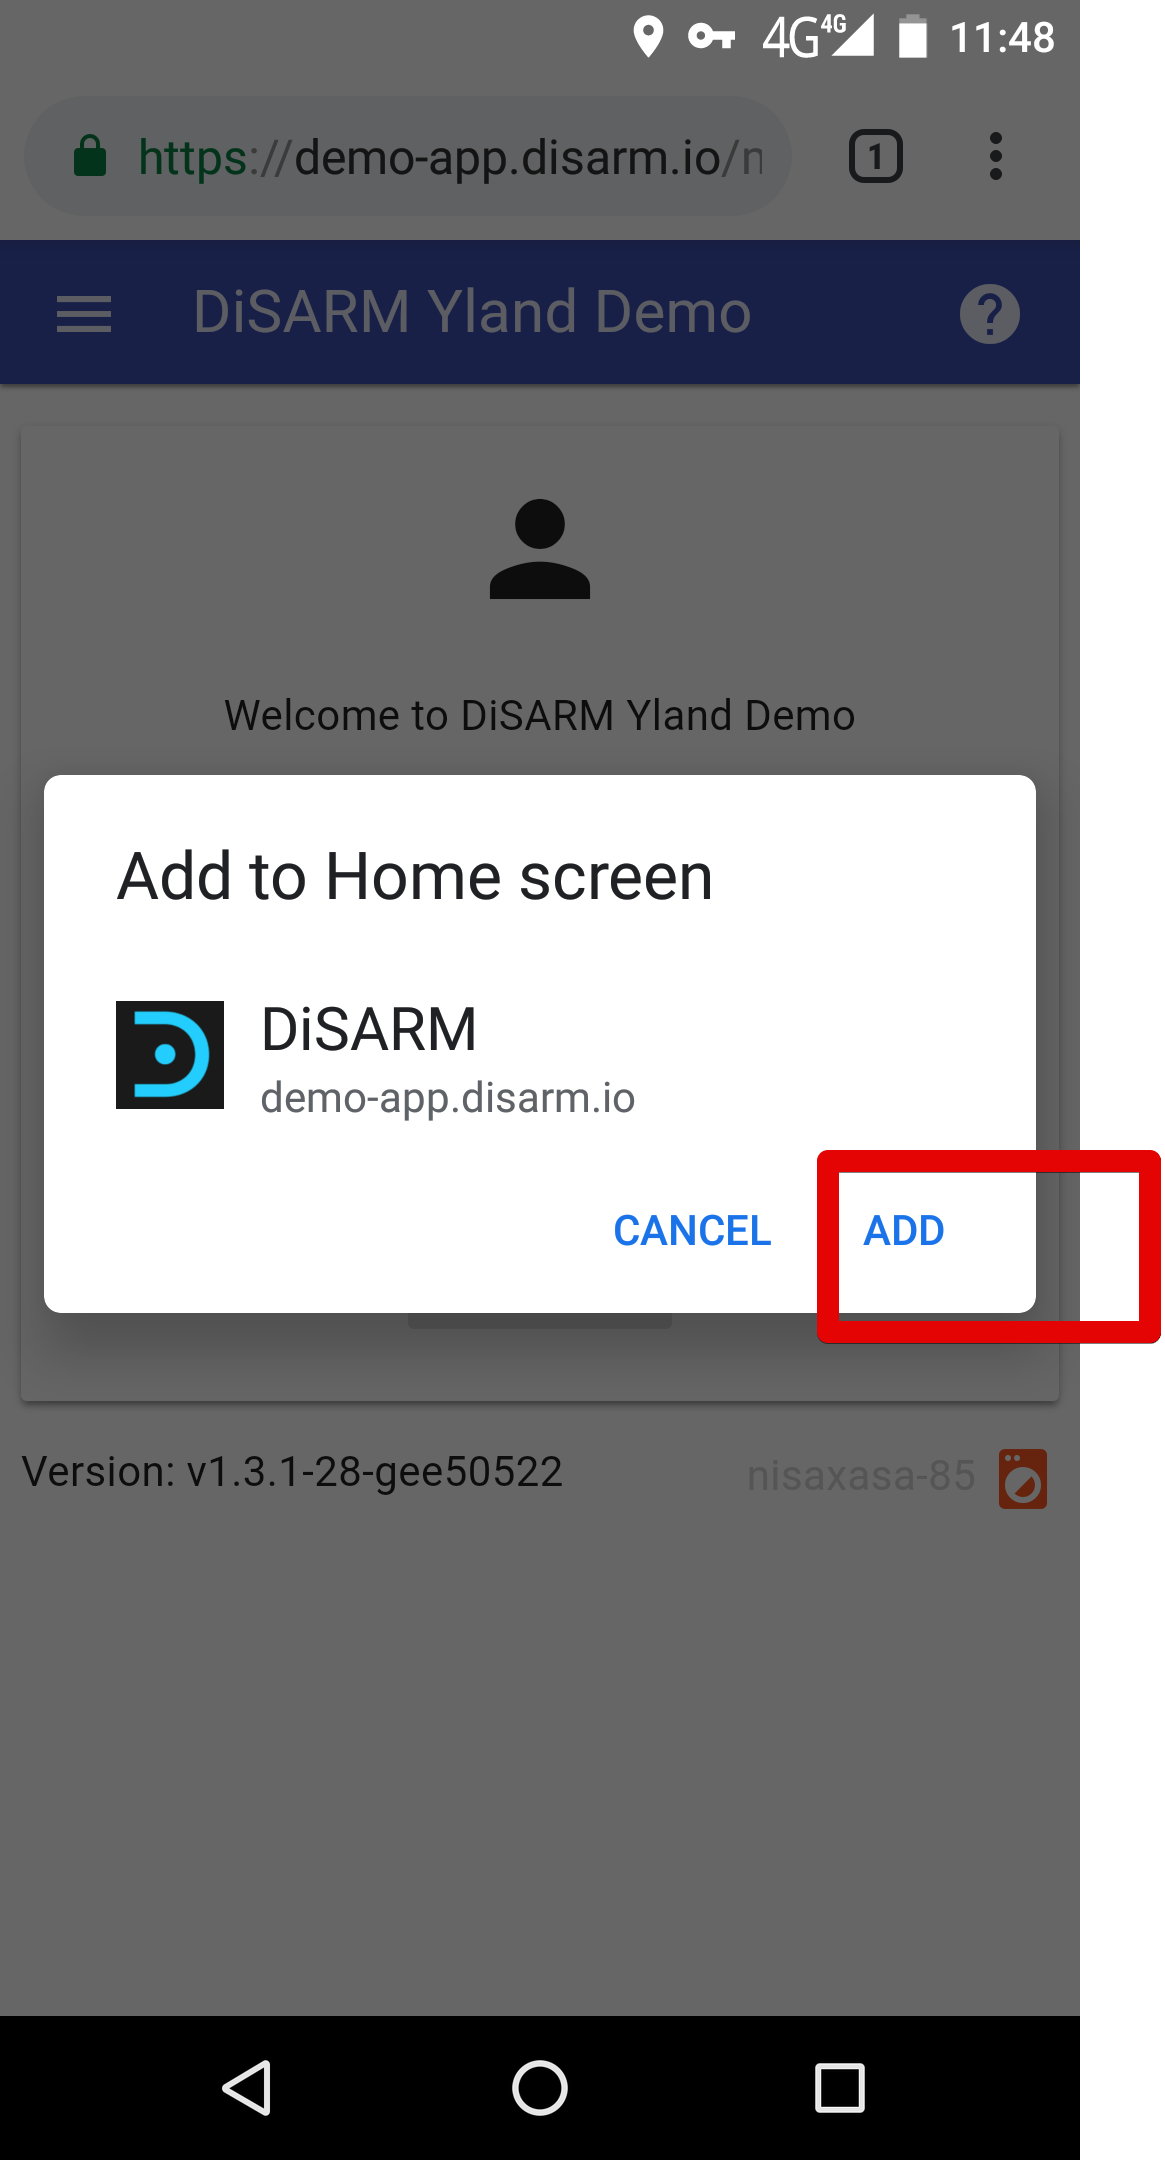 4G 4G 11:48
https://demo-app.disarm.io/n
1
DiSARM Yland Demo
?
Welcome to DiSARM Yland Demo
Add to Home screen
DiSARM
demo-app.disarm.io
CANCEL ADD
Version: v1.3.1-28-gee50522 nisaxasa-85